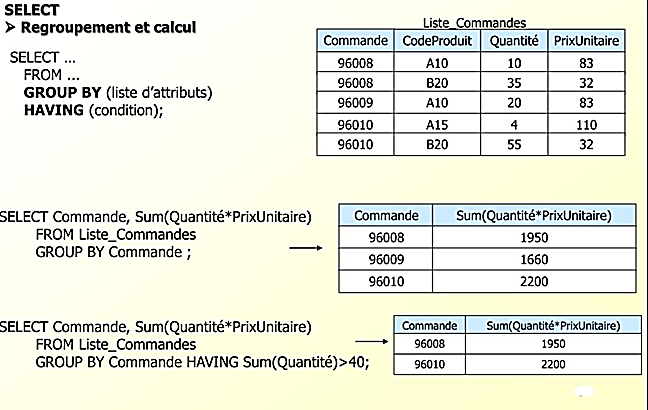 SELECT
➢ Regroupement et calcul
SELECT ...
FROM ...
GROUP BY (liste d'attributs)
HAVING (condition);
Liste_Commandes
Commande CodeProduit Quantité PrixUnitaire
96008 A10 10 83
96008 B20 35 32
96009 A10 20 83
96010 A15 4 110
96010 B20 55 32
SELECT Commande, Sum(Quantité*PrixUnitaire)
FROM Liste_Commandes
GROUP BY Commande ;
Commande Sum(Quantité*PrixUnitaire)
96008 1950
96009 1660
96010 2200
SELECT Commande, Sum(Quantité*PrixUnitaire)
FROM Liste_Commandes
GROUP BY Commande HAVING Sum(Quantité)>40;
Commande Sum(Quantité*PrixUnitaire)
96008 1950
96010 2200